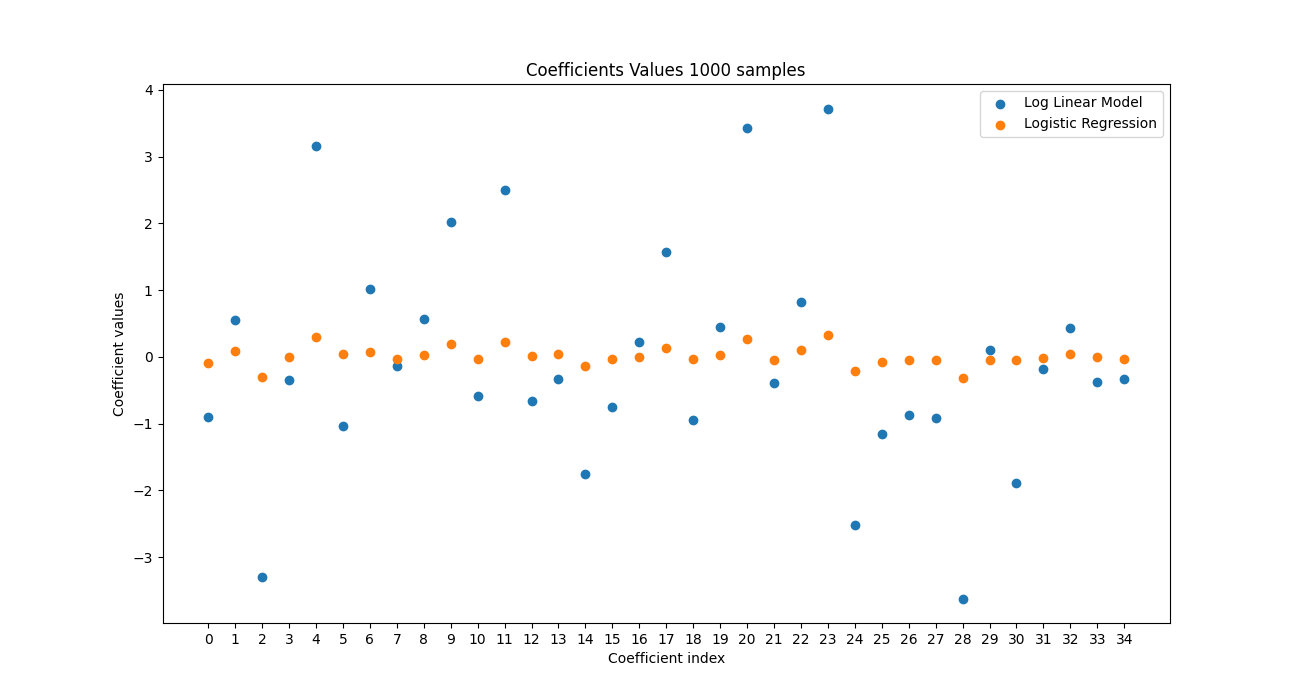 Coefficients Values 1000 samples
Log Linear Model
Logistic Regression
Coefficient values
4
3
2
1
0
−1
−2
−3
0 1 2 3 4 5 6 7 8 9 10 11 12 13 14 15 16 17 18 19 20 21 22 23 24 25 26 27 28 29 30 31 32 33 34
Coefficient index